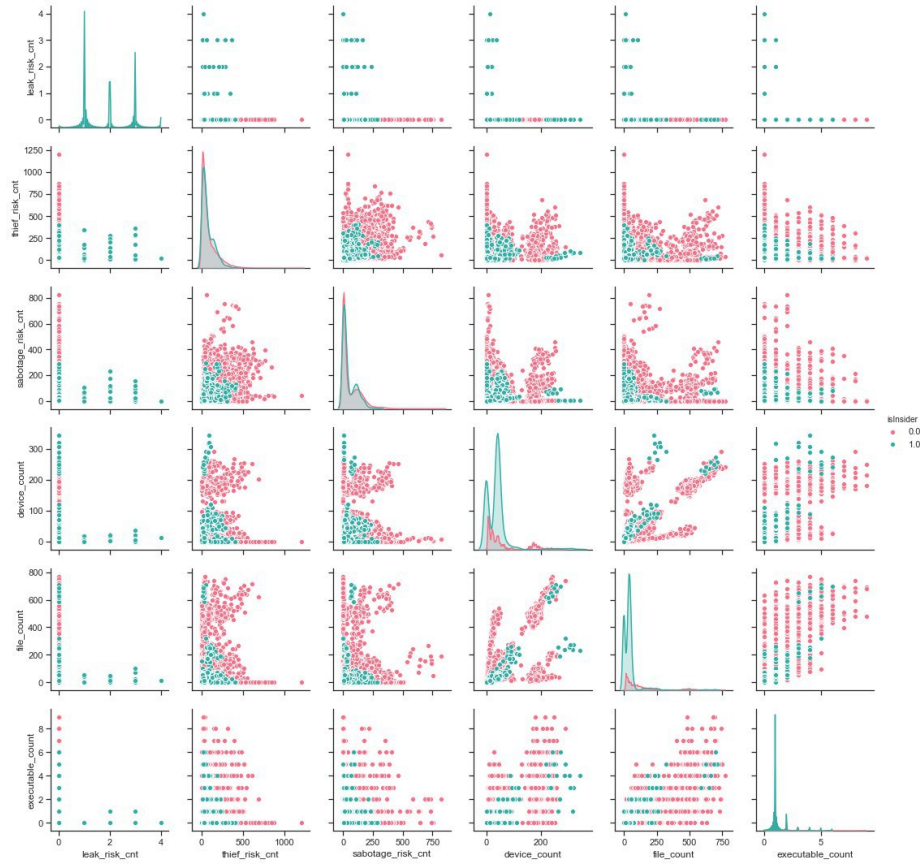 leak_risk_cnt
4
3
2
1
0
thief_risk_cnt
1250
1000
750
500
250
0
sabotage_risk_cnt
800
600
400
200
0
device_count
300
200
100
0
isInsider
0.0
1.0
file_count
800
600
400
200
0
executable_count
8
6
4
2
0
0 2 4
0 500 1000
0 250 500 750
0 200
0 250 500 750
0 5
leak_risk_cnt thief_risk_cnt sabotage_risk_cnt device_count file_count executable_count